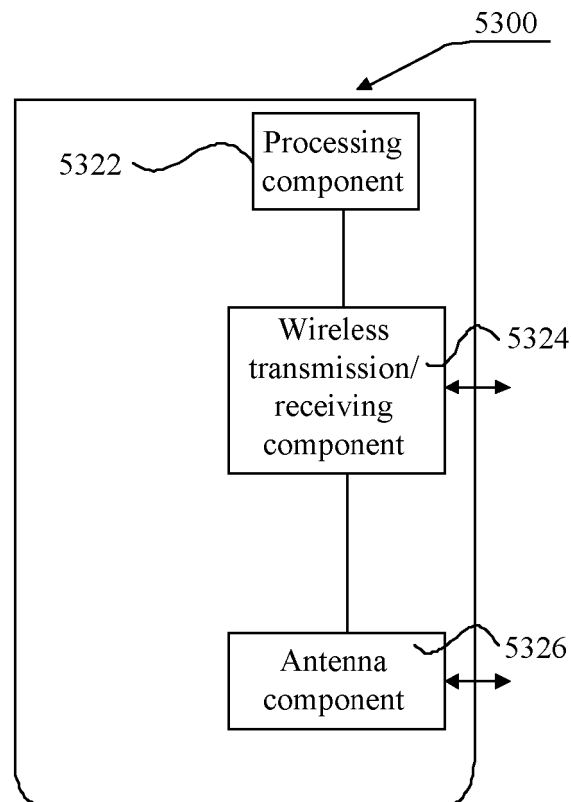 5300
Processing
component
5322
Wireless
transmission/
receiving
component
5324
Antenna
component
5326